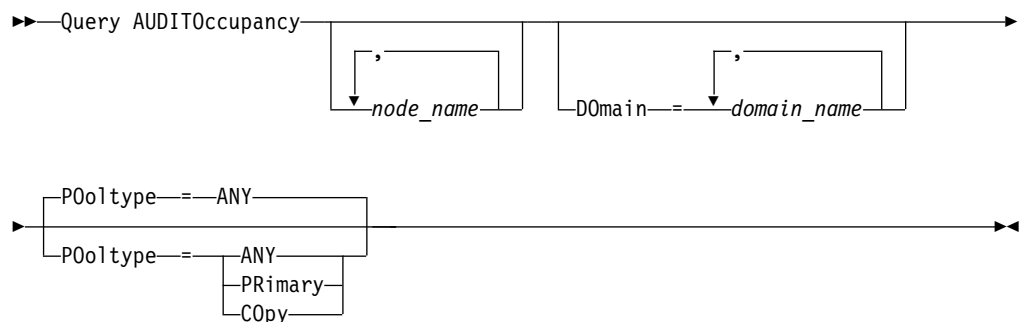 Query AUDITOccupancy
, ,
node_name DOmain = domain_name
POoltype = ANY
POoltype = ANY
PRimary
COpy